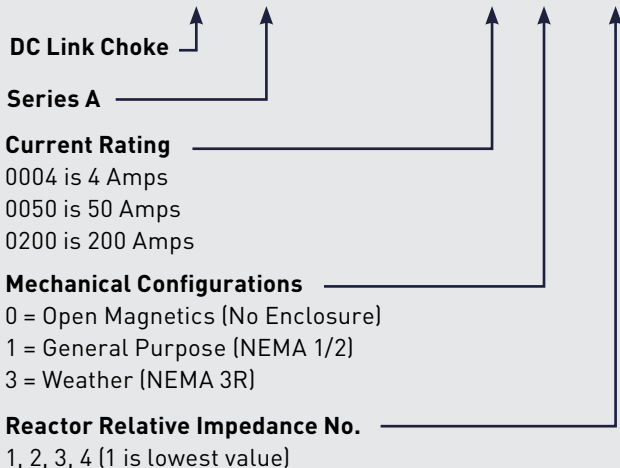 DC Link Choke
Series A
Current Rating
0004 is 4 Amps
0050 is 50 Amps
0200 is 200 Amps
Mechanical Configurations
0 = Open Magnetics (No Enclosure)
1 = General Purpose (NEMA 1/2)
3 = Weather (NEMA 3R)
Reactor Relative Impedance No.
1, 2, 3, 4 (1 is lowest value)